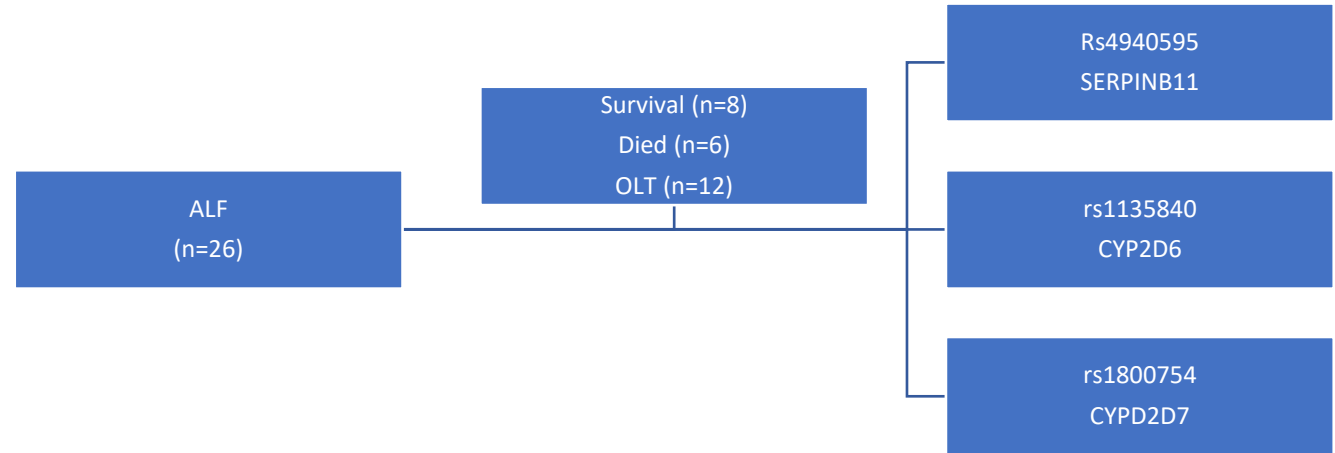 ALF
(n=26)
Survival (n=8)
Died (n=6)
OLT (n=12)
Rs4940595
SERPINB11
rs1135840
CYP2D6
rs1800754
CYPD2D7